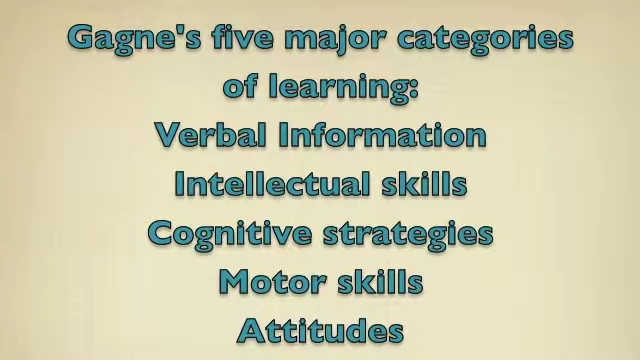 Gagne's five major categories
of learning:
Verbal Information
Intellectual skills
Cognitive strategies
Motor skills
Attitudes